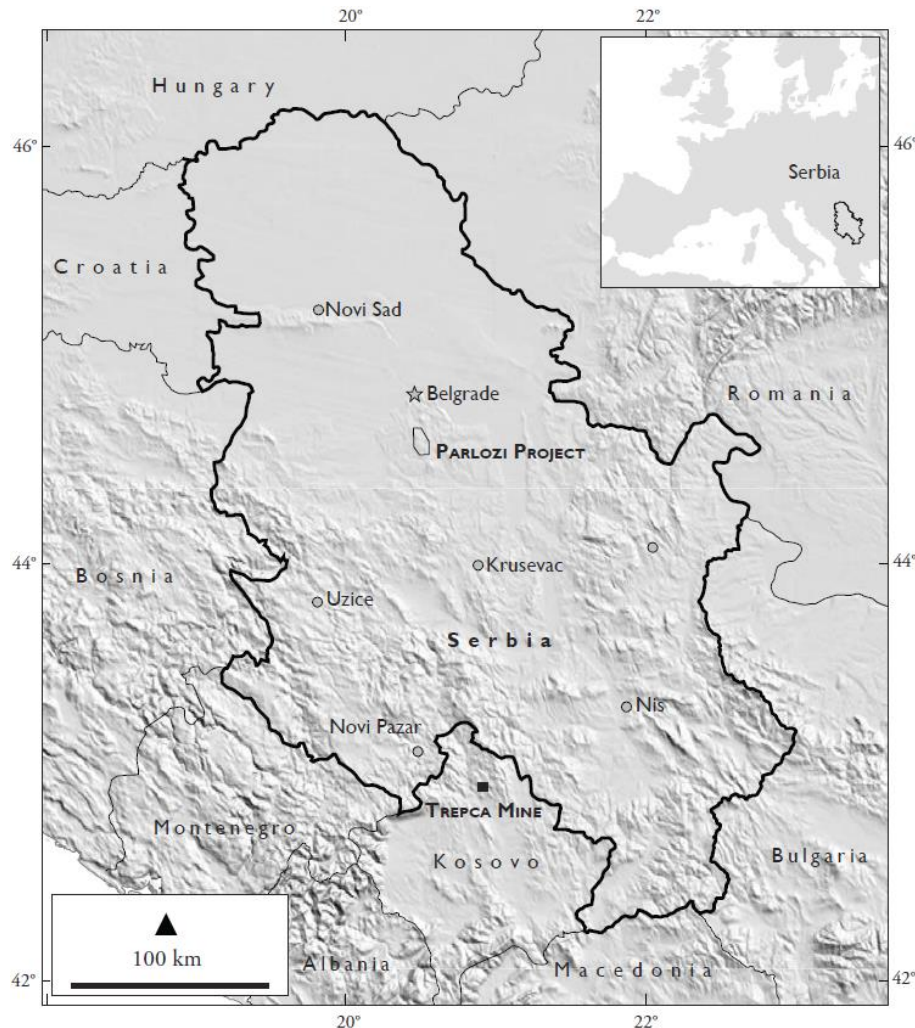 20°
22°
Hungary
46°
46°
Serbia
Croatia
Novi Sad
Romania
Belgrade
PARLOZI PROJECT
44°
44°
Bosnia
Krusevac
Uzice
Serbia
Nis
Novi Pazar
TREPCA MINE
Montenegro
Kosovo
Bulgaria
100 km
Albania
Macedonia
42°
42°
20°
22°